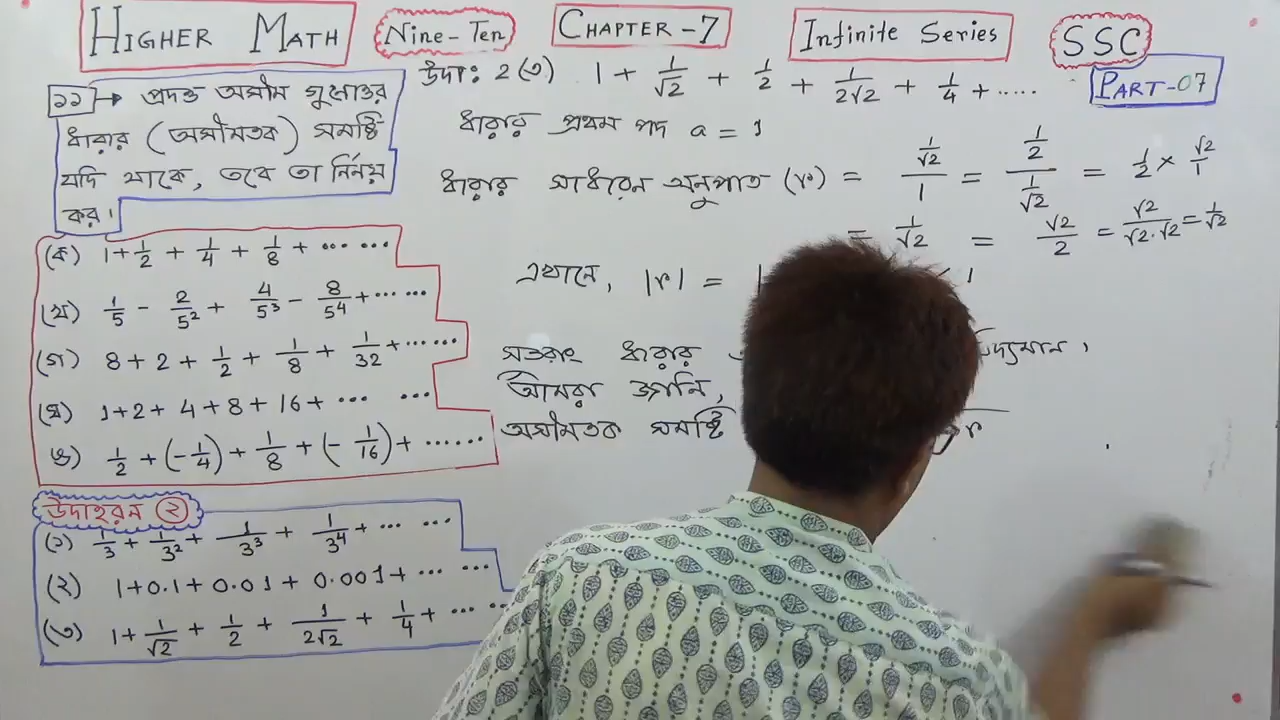 HIGHER MATH
Nine-Ten
CHAPTER -7
Infinite Series
SSC
PART-07
১১ → প্রদত্ত অসীম গুণোত্তর
ধারার (অসীমতক) সমষ্টি
যদি থাকে, তবে তা নির্ণয়
কর।
(ক) 1 + 1/2 + 1/4 + 1/8 + ... ...
(খ) 1/5 - 2/5² + 4/5³ - 8/5⁴ + ... ...
(গ) 8 + 2 + 1/2 + 1/8 + 1/32 + ... ...
(ঘ) 1 + 2 + 4 + 8 + 16 + ... ...
(ঙ) 1/2 + (-1/4) + 1/8 + (-1/16) + ......
উদাহরন ২
(১) 1/3 + 1/3² + 1/3³ + 1/3⁴ + ... ...
(২) 1 + 0.1 + 0.01 + 0.001 + ... ...
(৩) 1 + 1/√2 + 1/2 + 1/2√2 + 1/4 + ... ...
উদা: 2(৩) 1 + 1/√2 + 1/2 + 1/2√2 + 1/4 + .....
ধারার প্রথম পদ a = 1
ধারার সাধারন অনুপাত (r) = (1/√2)/1 = (1/2)/(1/√2) = 1/2 × √2/1
= 1/√2 = √2/2 = √2/√2.√2 = 1/√2
এখানে, |r| = | 1
সুতরাং ধারার
আমরা জানি,
অসীমতক সমষ্টি r